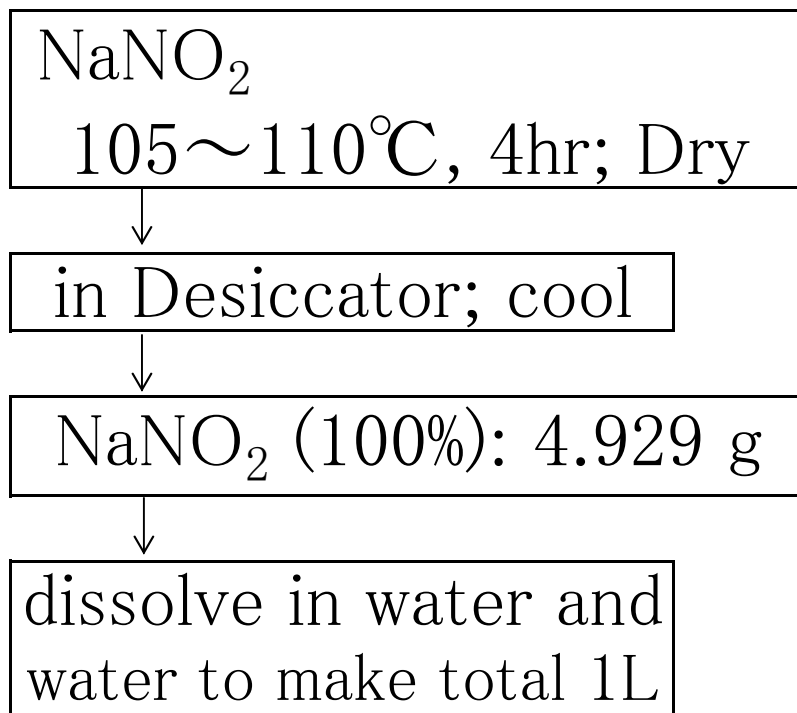 NaNO₂
105～110℃, 4hr; Dry
in Desiccator; cool
NaNO₂ (100%): 4.929 g
dissolve in water and
water to make total 1L